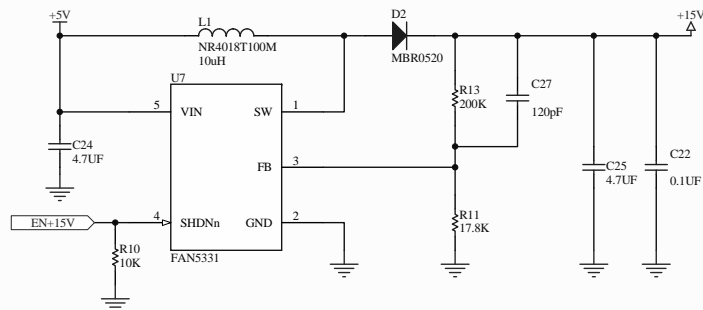 +5V
L1
NR4018T100M
10uH
D2
MBR0520
+15V
U7
5
VIN
SW
1
R13
200K
C27
120pF
C24
4.7UF
FB
3
C25
4.7UF
C22
0.1UF
EN+15V
4
SHDNn
GND
2
R11
17.8K
R10
10K
FAN5331